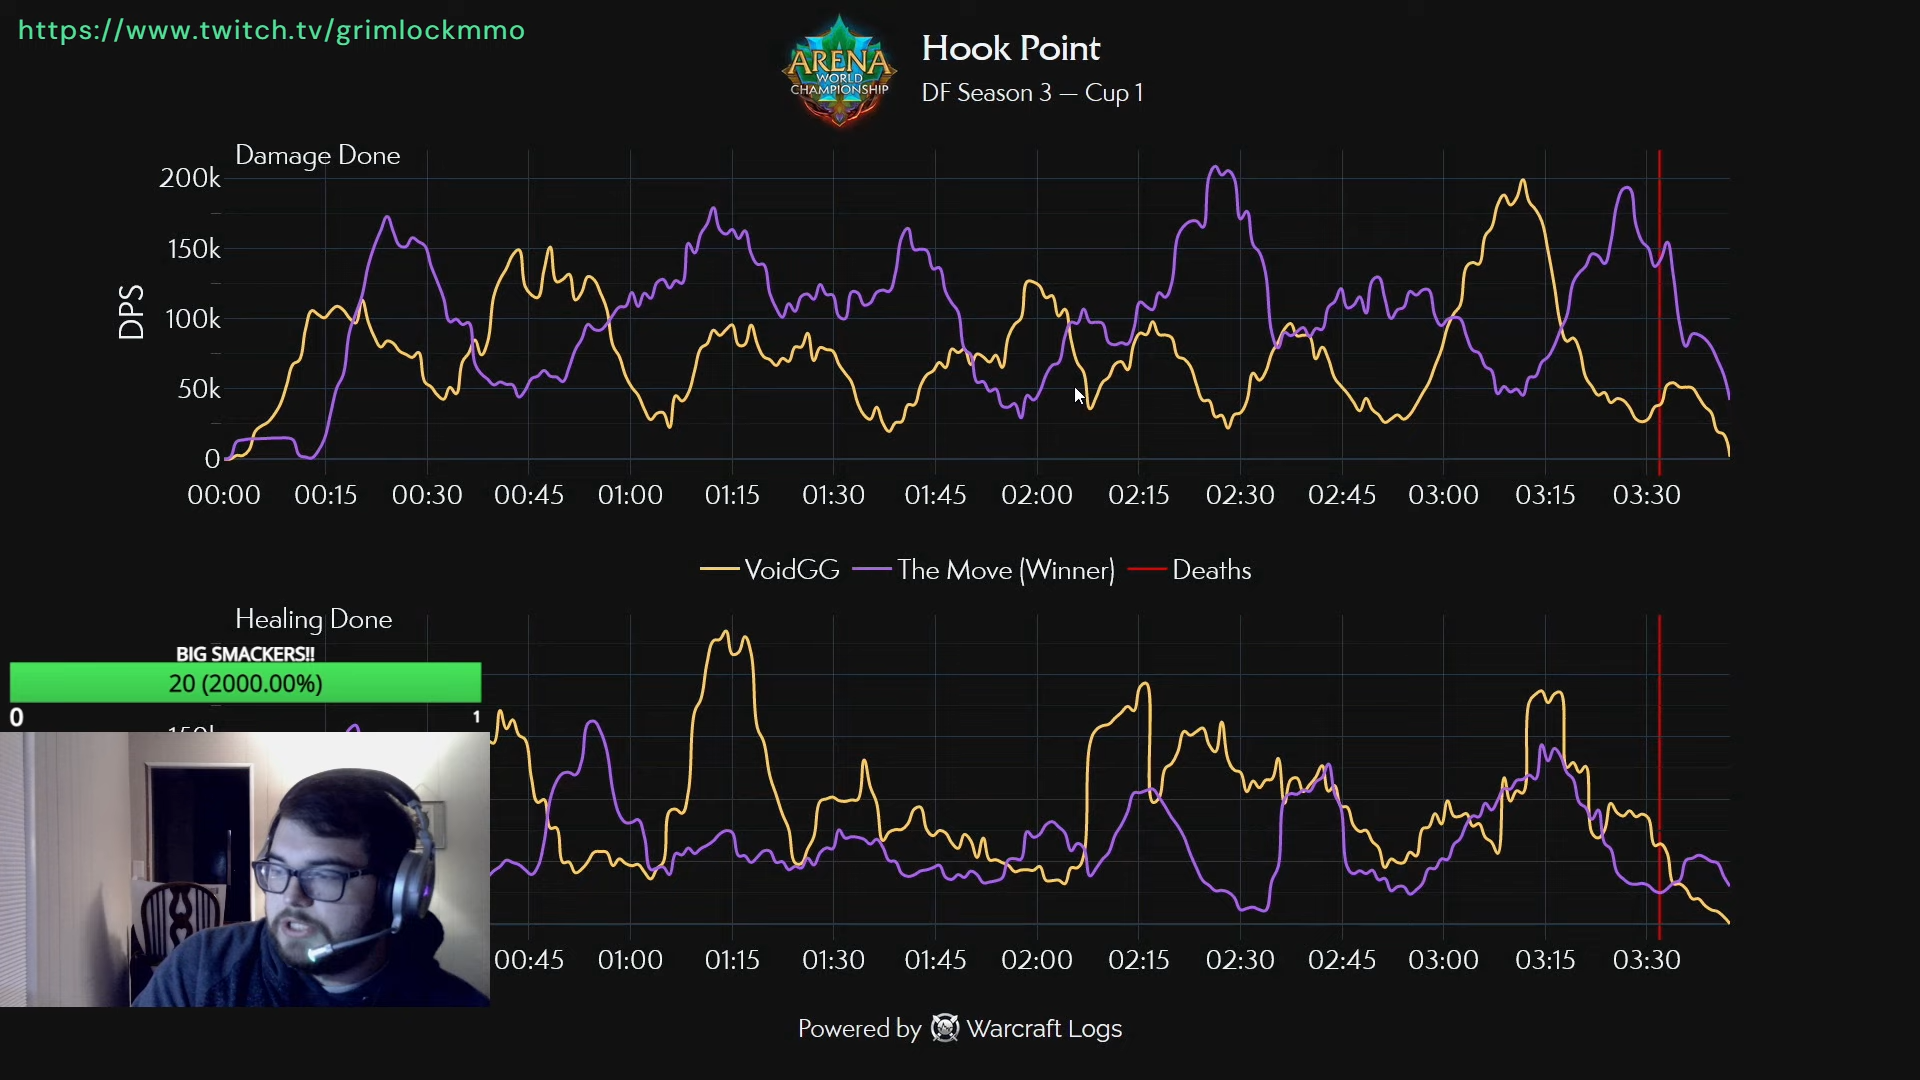 https://www.twitch.tv/grimlockmmo
ARENA
WORLD
CHAMPIONSHIP
Hook Point
DF Season 3 — Cup 1
Damage Done
200k
150k
100k
50k
0
DPS
00:00 00:15 00:30 00:45 01:00 01:15 01:30 01:45 02:00 02:15 02:30 02:45 03:00 03:15 03:30
VoidGG The Move (Winner) Deaths
Healing Done
BIG SMACKERS!!
20 (2000.00%)
0 1
00:45 01:00 01:15 01:30 01:45 02:00 02:15 02:30 02:45 03:00 03:15 03:30
Powered by Warcraft Logs